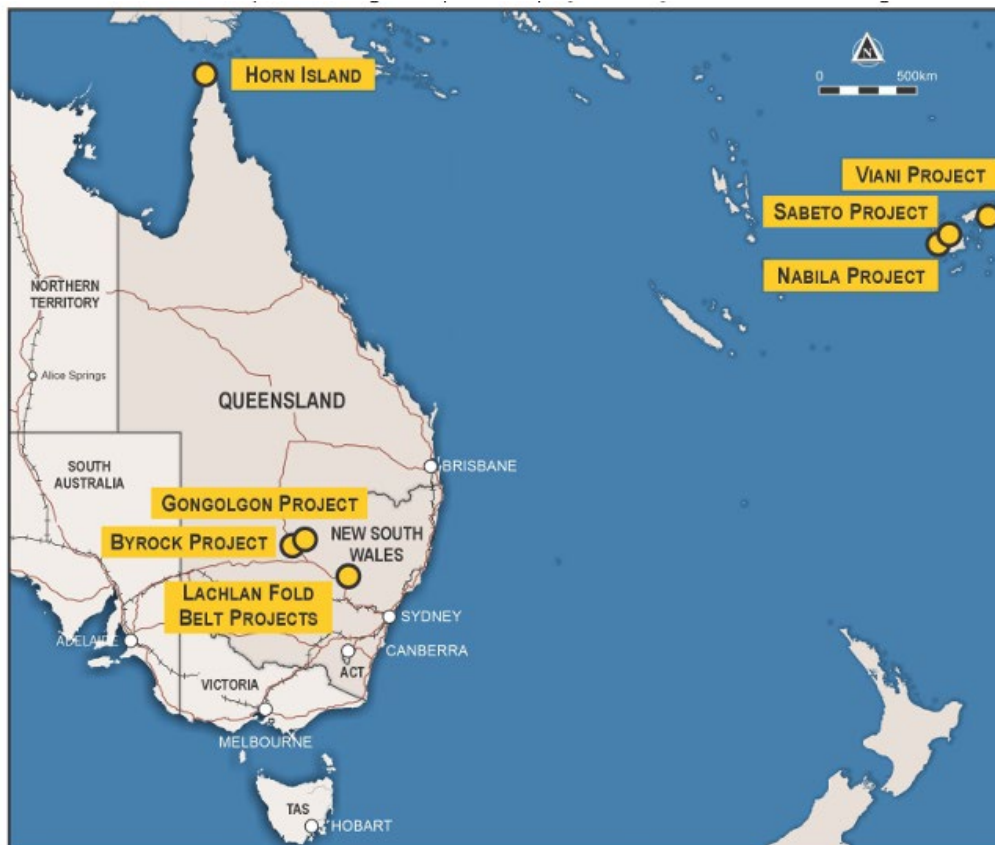 HORN ISLAND
N
0 500km
VIANI PROJECT
SABETO PROJECT
NABILA PROJECT
NORTHERN
TERRITORY
Alice Springs
QUEENSLAND
BRISBANE
SOUTH
AUSTRALIA
GONGOLGON PROJECT
BYROCK PROJECT
NEW SOUTH
WALES
LACHLAN FOLD
BELT PROJECTS
SYDNEY
ADELAIDE
CANBERRA
ACT
VICTORIA
MELBOURNE
TAS
HOBART